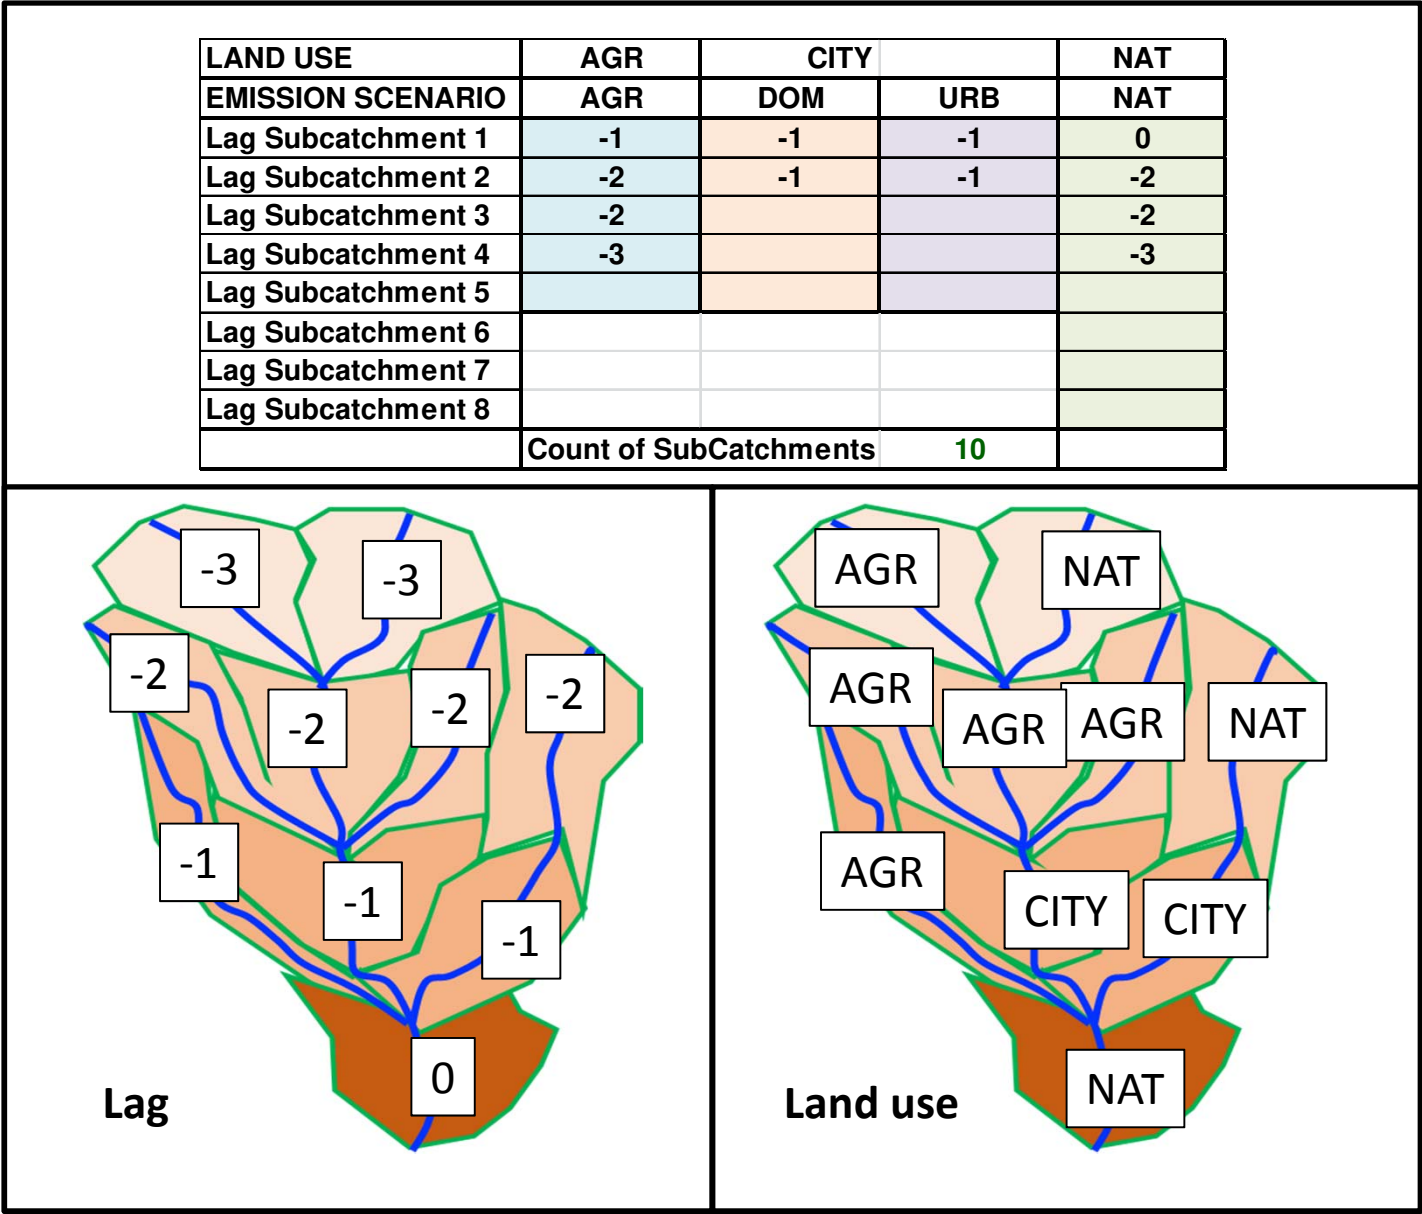 LAND USE AGR CITY NAT
EMISSION SCENARIO AGR DOM URB NAT
Lag Subcatchment 1 -1 -1 -1 0
Lag Subcatchment 2 -2 -1 -1 -2
Lag Subcatchment 3 -2 -2
Lag Subcatchment 4 -3 -3
Lag Subcatchment 5
Lag Subcatchment 6
Lag Subcatchment 7
Lag Subcatchment 8
Count of SubCatchments 10
-3 -3
-2 -2 -2 -2
-1 -1 -1
0
Lag
AGR NAT
AGR AGR AGR NAT
AGR CITY CITY
NAT
Land use